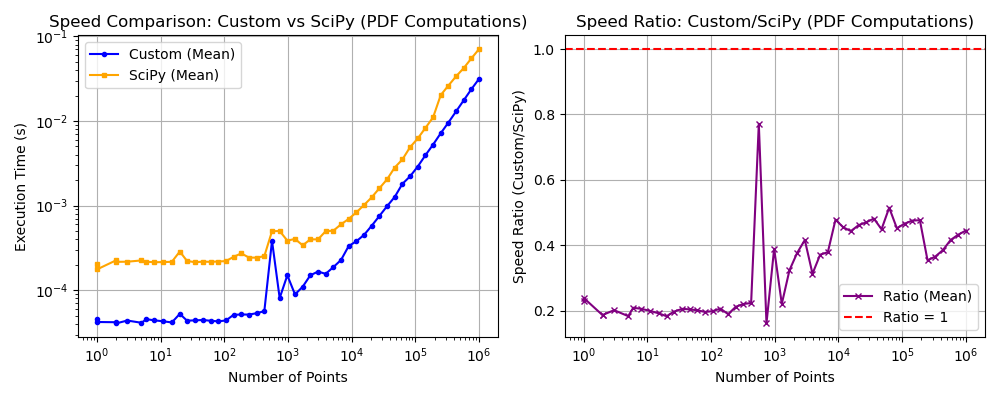 Speed Comparison: Custom vs SciPy (PDF Computations)
Execution Time (s)
10⁻¹
10⁻²
10⁻³
10⁻⁴
Custom (Mean)
SciPy (Mean)
10⁰ 10¹ 10² 10³ 10⁴ 10⁵ 10⁶
Number of Points
Speed Ratio: Custom/SciPy (PDF Computations)
Speed Ratio (Custom/SciPy)
1.0
0.8
0.6
0.4
0.2
Ratio (Mean)
Ratio = 1
10⁰ 10¹ 10² 10³ 10⁴ 10⁵ 10⁶
Number of Points